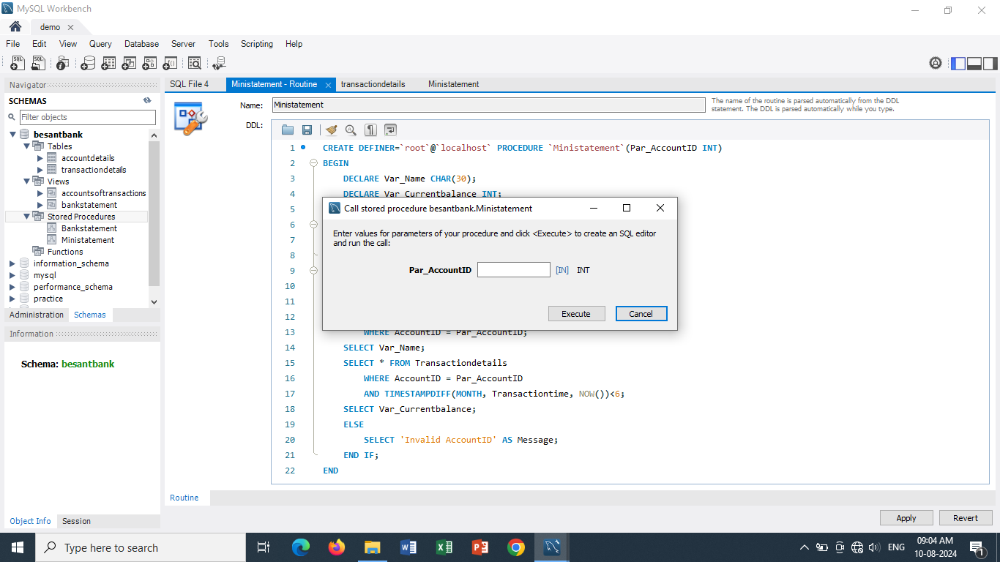 MySQL Workbench
demo
File Edit View Query Database Server Tools Scripting Help
Navigator
SCHEMAS
Filter objects
besantbank
Tables
accountdetails
transactiondetails
Views
accountsoftransactions
bankstatement
Stored Procedures
Bankstatement
Ministatement
Functions
information_schema
mysql
performance_schema
practice
Administration Schemas
Information
Schema: besantbank
Object Info Session
SQL File 4 Ministatement - Routine transactiondetails Ministatement
Name: Ministatement
The name of the routine is parsed automatically from the DDL
statement. The DDL is parsed automatically while you type.
DDL:
1 CREATE DEFINER=`root`@`localhost` PROCEDURE `Ministatement`(Par_AccountID INT)
2 BEGIN
3 DECLARE Var_Name CHAR(30);
4 DECLARE Var_Currentbalance INT;
5
6
7
8
9
10
11
12
13 WHERE AccountID = Par_AccountID;
14 SELECT Var_Name;
15 SELECT * FROM Transactiondetails
16 WHERE AccountID = Par_AccountID
17 AND TIMESTAMPDIFF(MONTH, Transactiontime, NOW())<6;
18 SELECT Var_Currentbalance;
19 ELSE
20 SELECT 'Invalid AccountID' AS Message;
21 END IF;
22 END
Call stored procedure besantbank.Ministatement
Enter values for parameters of your procedure and click <Execute> to create an SQL editor
and run the call:
Par_AccountID [IN] INT
Execute Cancel
Routine
Apply Revert
Type here to search
ENG
09:04 AM
10-08-2024
1